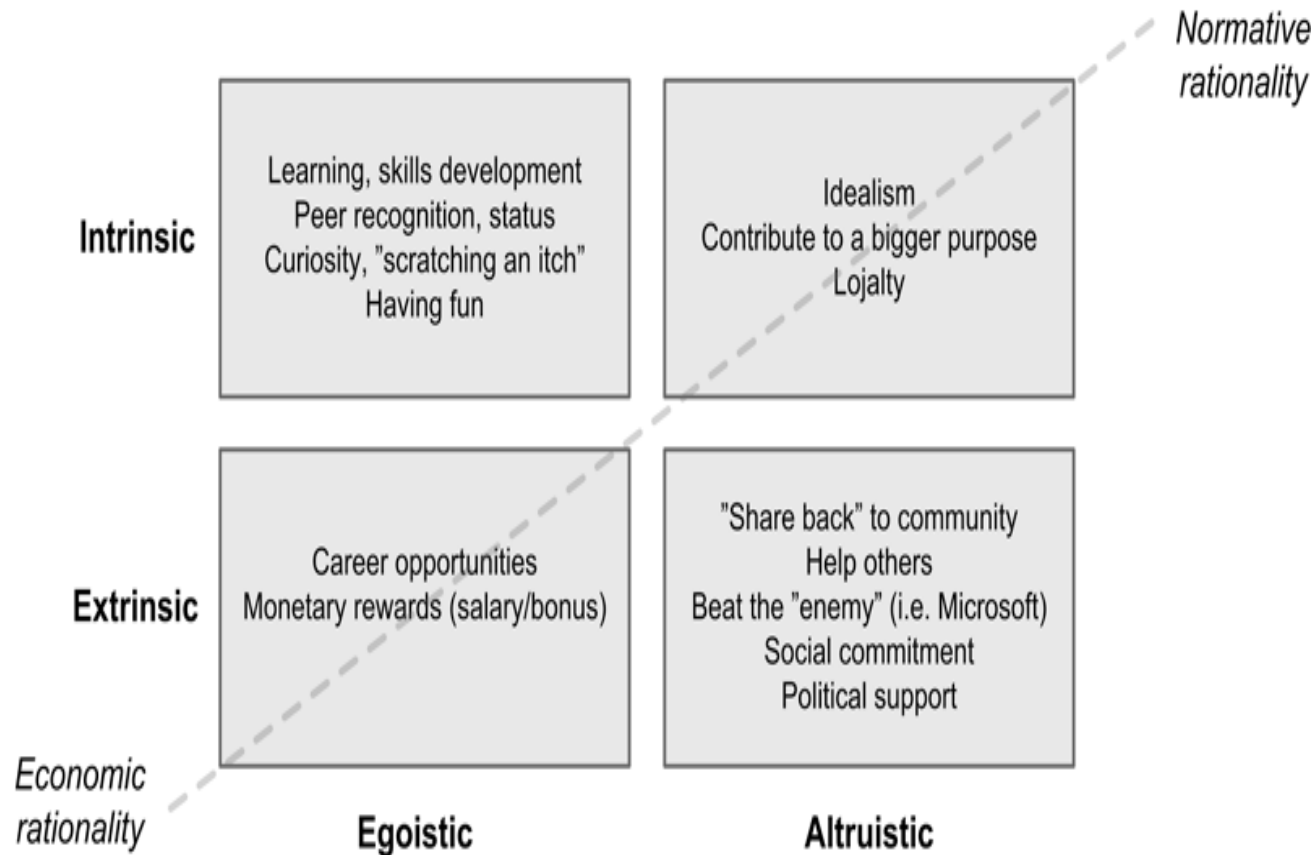 Normative
rationality
Intrinsic
Learning, skills development
Peer recognition, status
Curiosity, ”scratching an itch”
Having fun
Idealism
Contribute to a bigger purpose
Lojalty
Extrinsic
Career opportunities
Monetary rewards (salary/bonus)
”Share back” to community
Help others
Beat the ”enemy” (i.e. Microsoft)
Social commitment
Political support
Economic
rationality
Egoistic
Altruistic